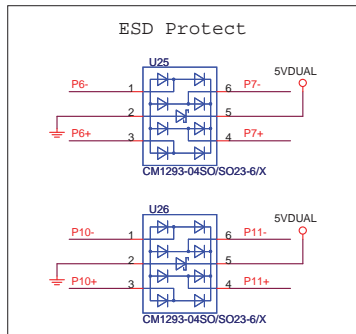 ESD Protect
U25
5VDUAL
P6- 1 6 P7-
2 5
P6+ 3 4 P7+
CM1293-04SO/SO23-6/X
U26
5VDUAL
P10- 1 6 P11-
2 5
P10+ 3 4 P11+
CM1293-04SO/SO23-6/X